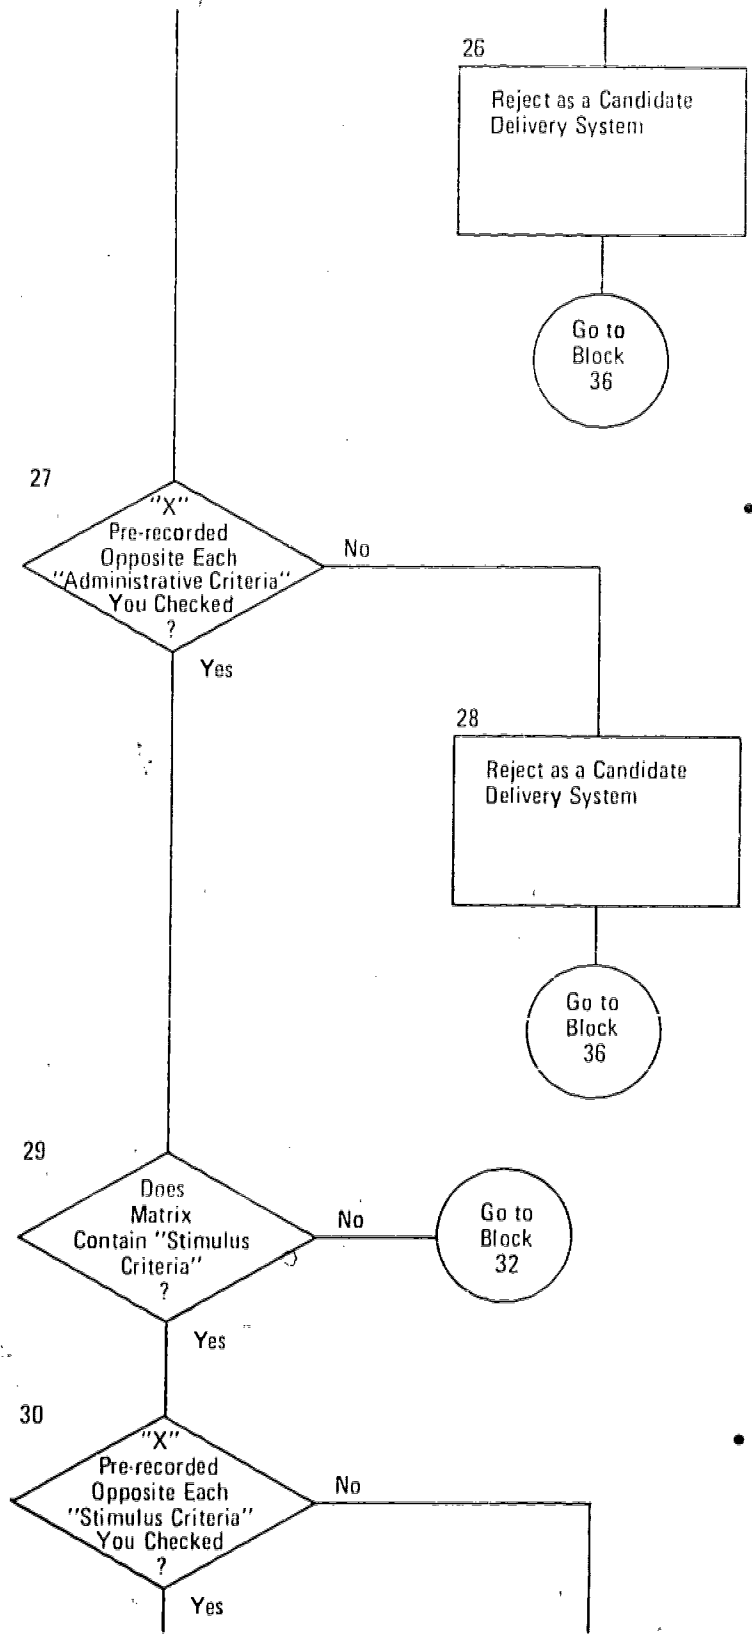 26
Reject as a Candidate
Delivery System
Go to
Block
36
27
"X"
Pre-recorded
Opposite Each
"Administrative Criteria"
You Checked
?
No
Yes
28
Reject as a Candidate
Delivery System
Go to
Block
36
29
Does
Matrix
Contain "Stimulus
Criteria"
?
No
Go to
Block
32
Yes
30
"X"
Pre-recorded
Opposite Each
"Stimulus Criteria"
You Checked
?
No
Yes